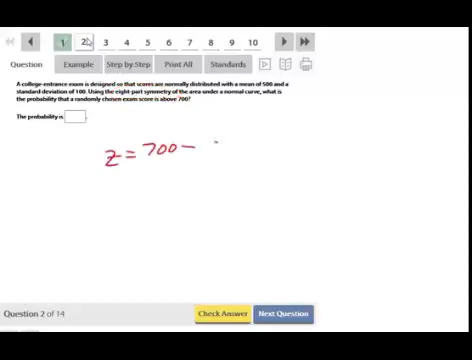 1 2 3 4 5 6 7 8 9 10
Question Example Step by Step Print All Standards
A college-entrance exam is designed so that scores are normally distributed with a mean of 500 and a
standard deviation of 100. Using the eight-part symmetry of the area under a normal curve, what is
the probability that a randomly chosen exam score is above 700?
The probability is
z = 700 −
Question 2 of 14 Check Answer Next Question